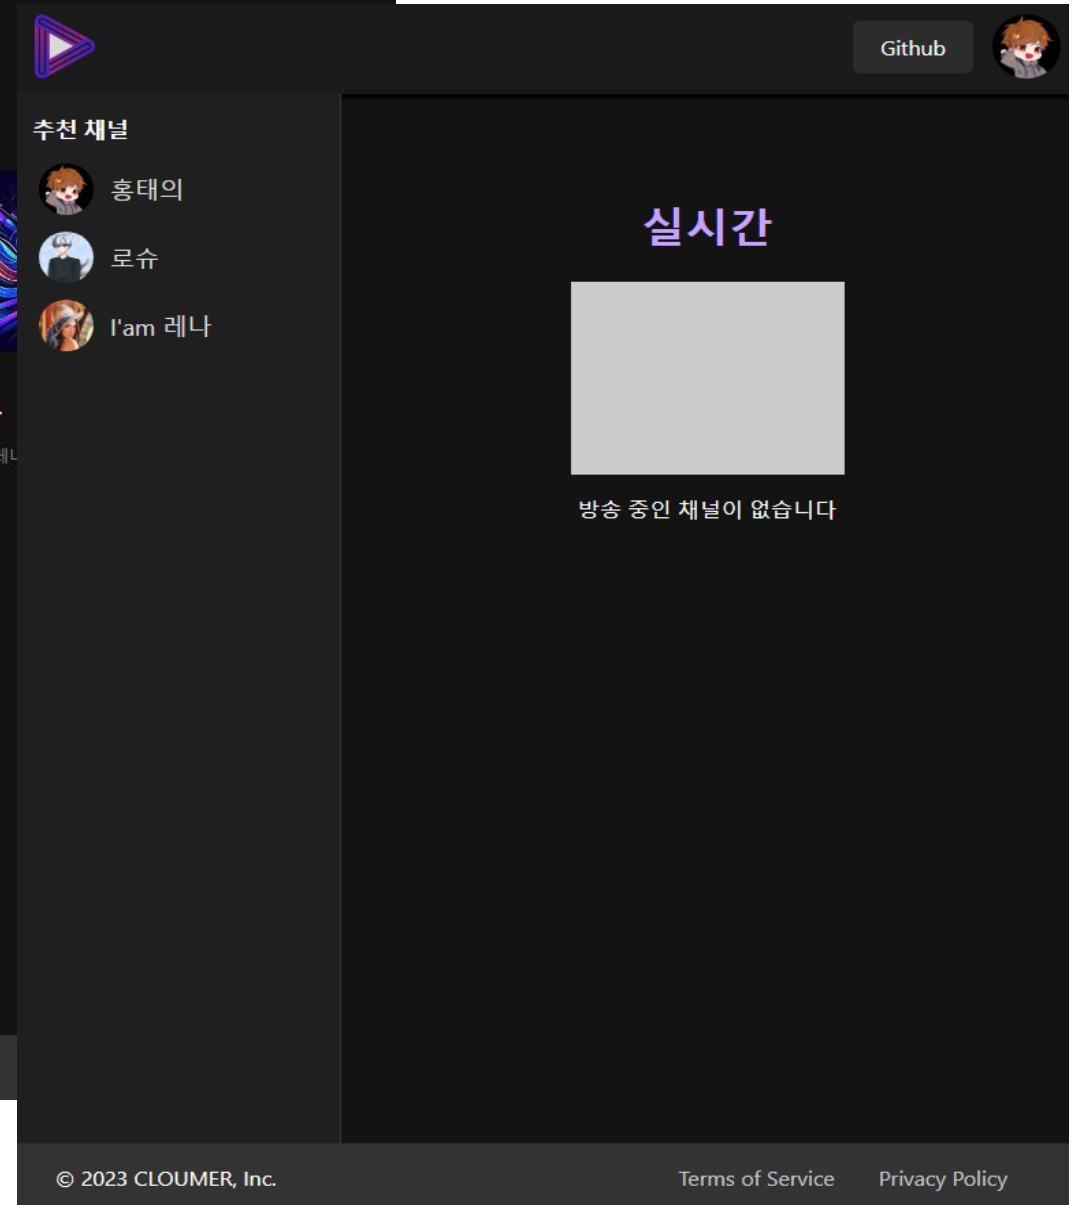 Github
추천 채널
홍태의
로슈
I'am 레나
실시간
방송 중인 채널이 없습니다
© 2023 CLOUMER, Inc.
Terms of Service
Privacy Policy